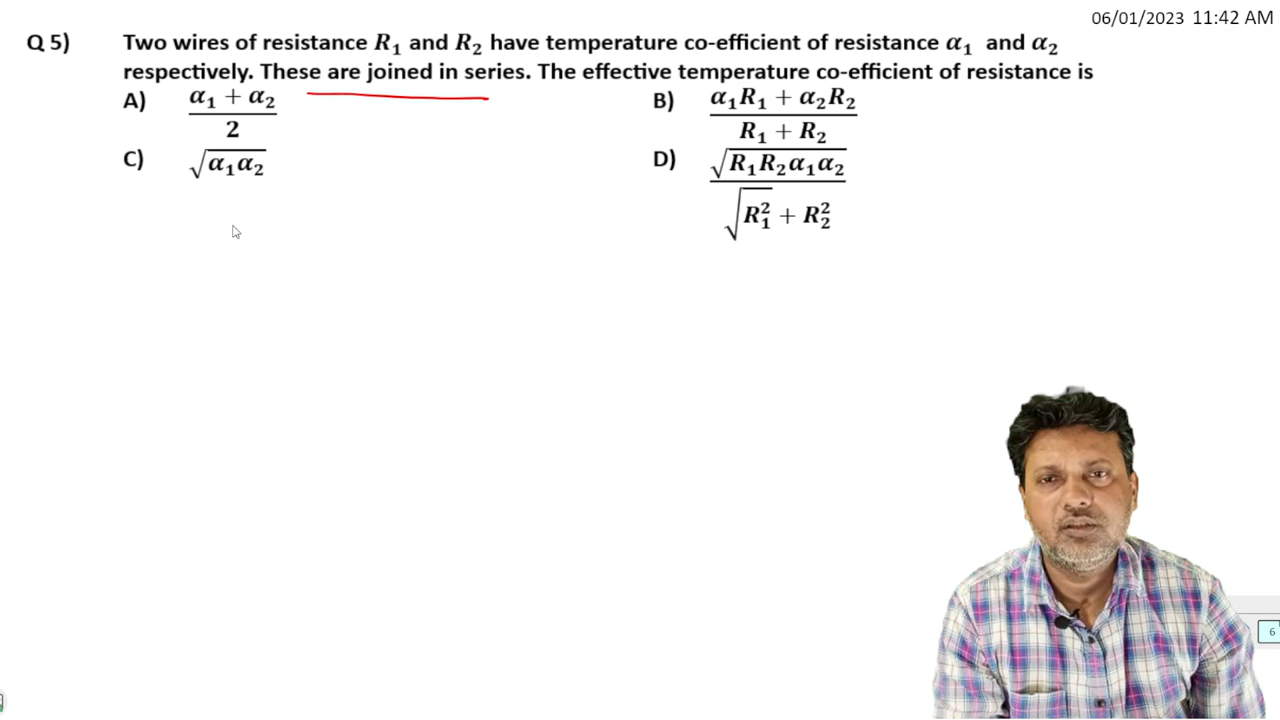 06/01/2023 11:42 AM
Q 5) Two wires of resistance R₁ and R₂ have temperature co-efficient of resistance α₁ and α₂
respectively. These are joined in series. The effective temperature co-efficient of resistance is
A) (α₁ + α₂)/2 B) (α₁R₁ + α₂R₂)/(R₁ + R₂)
C) √(α₁α₂) D) √(R₁R₂α₁α₂)/(√(R₁²) + R₂²)
6